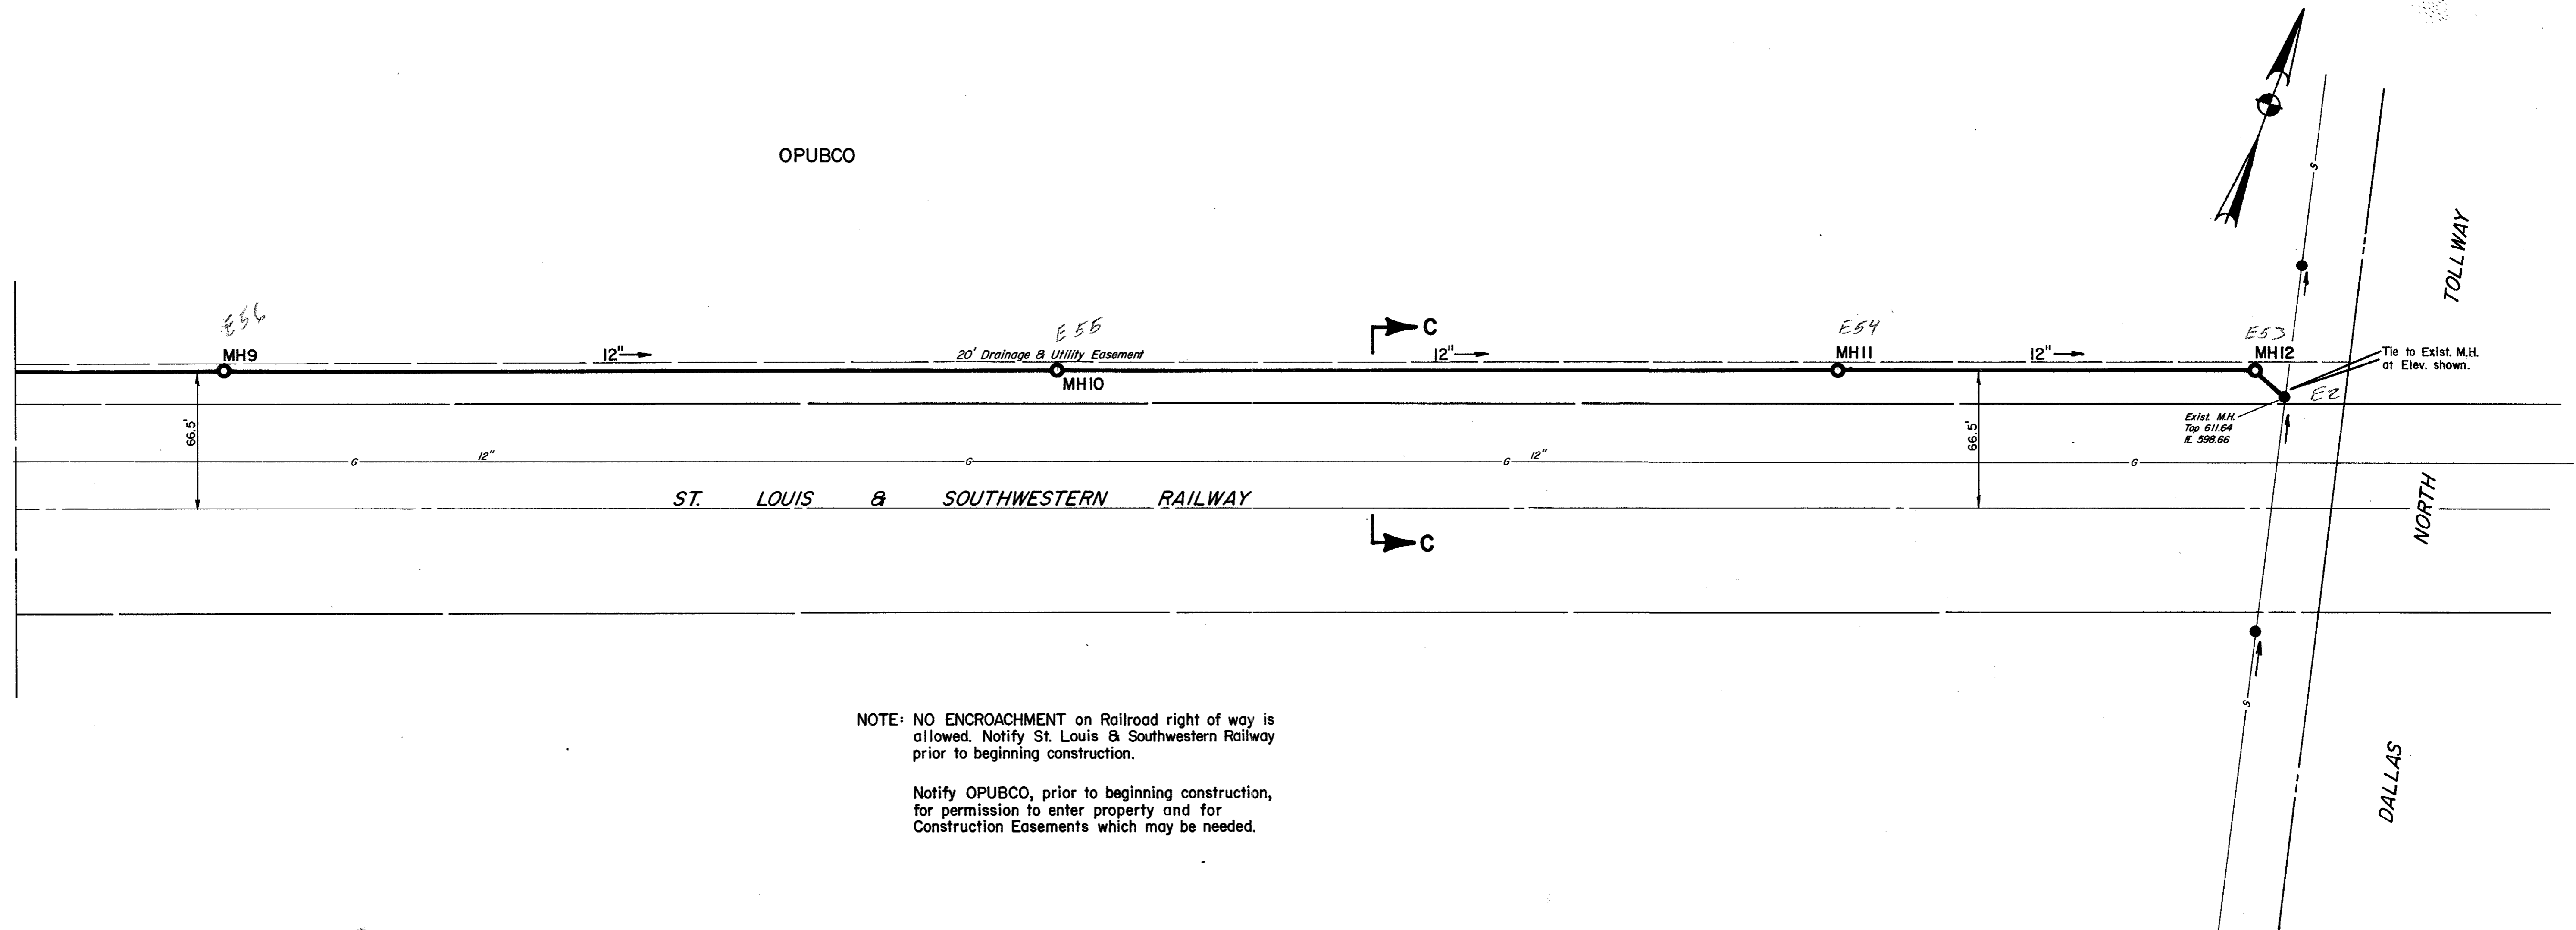 OPUBCO
TOLLWAY
E56
E55
E54
E53
MH9
12"
20' Drainage & Utility Easement
C
12"
MH11
12"
MH12
Tie to Exist. M.H.
at Elev. shown.
MH10
E2
Exist. M.H.
Top 611.64
IE 598.66
66.5'
66.5'
G
12"
G
G
12"
G
S
ST. LOUIS & SOUTHWESTERN RAILWAY
NORTH
C
S
DALLAS
NOTE: NO ENCROACHMENT on Railroad right of way is
allowed. Notify St. Louis & Southwestern Railway
prior to beginning construction.
Notify OPUBCO, prior to beginning construction,
for permission to enter property and for
Construction Easements which may be needed.